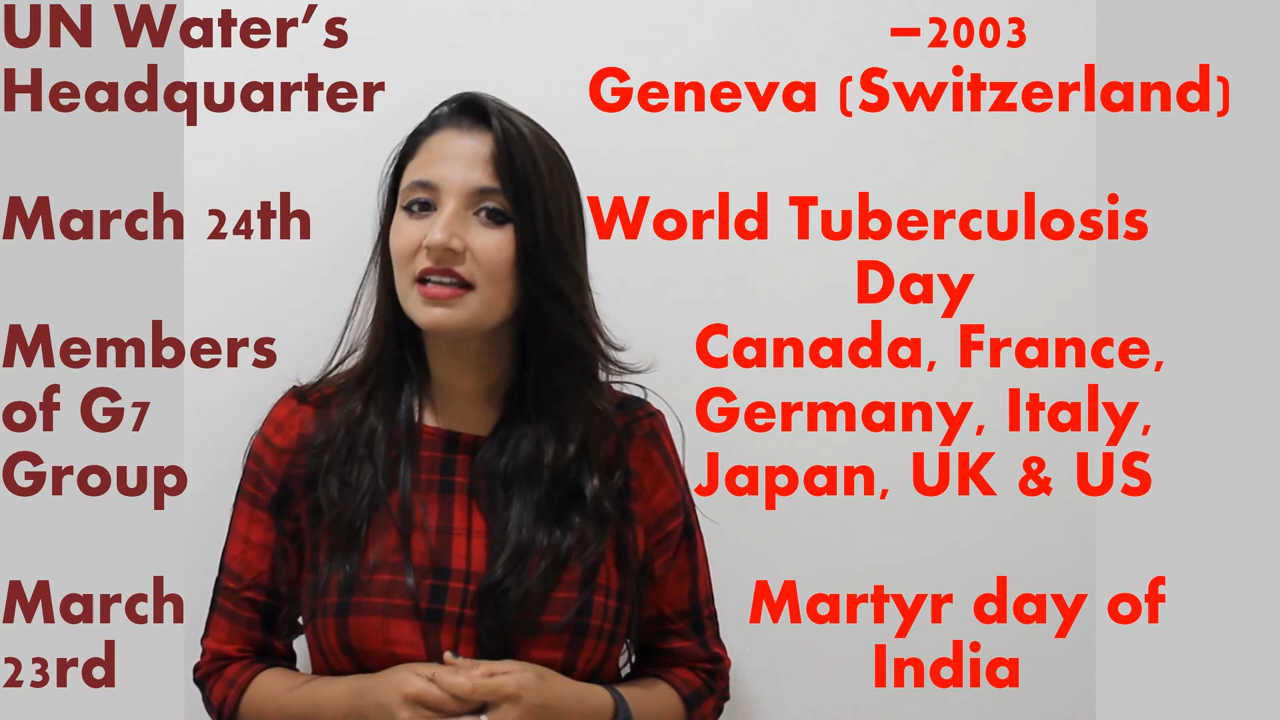 UN Water's
Headquarter
–2003
Geneva (Switzerland)
March 24th
World Tuberculosis
Day
Members
of G7
Group
Canada, France,
Germany, Italy,
Japan, UK & US
March
23rd
Martyr day of
India